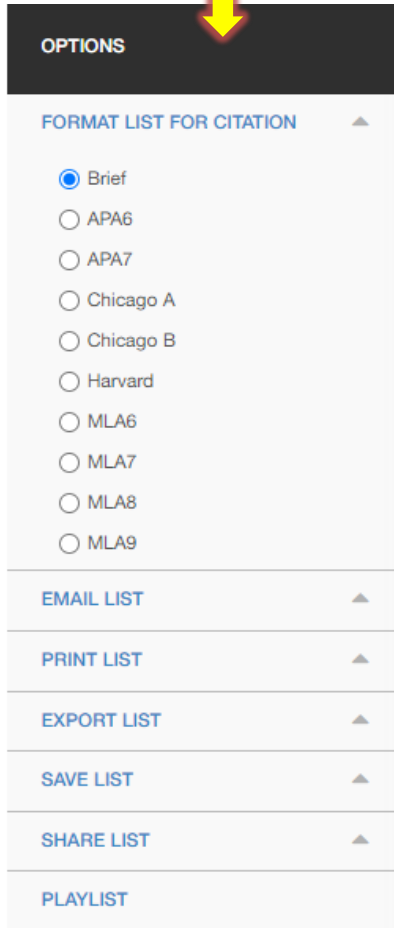 OPTIONS
FORMAT LIST FOR CITATION
Brief
APA6
APA7
Chicago A
Chicago B
Harvard
MLA6
MLA7
MLA8
MLA9
EMAIL LIST
PRINT LIST
EXPORT LIST
SAVE LIST
SHARE LIST
PLAYLIST